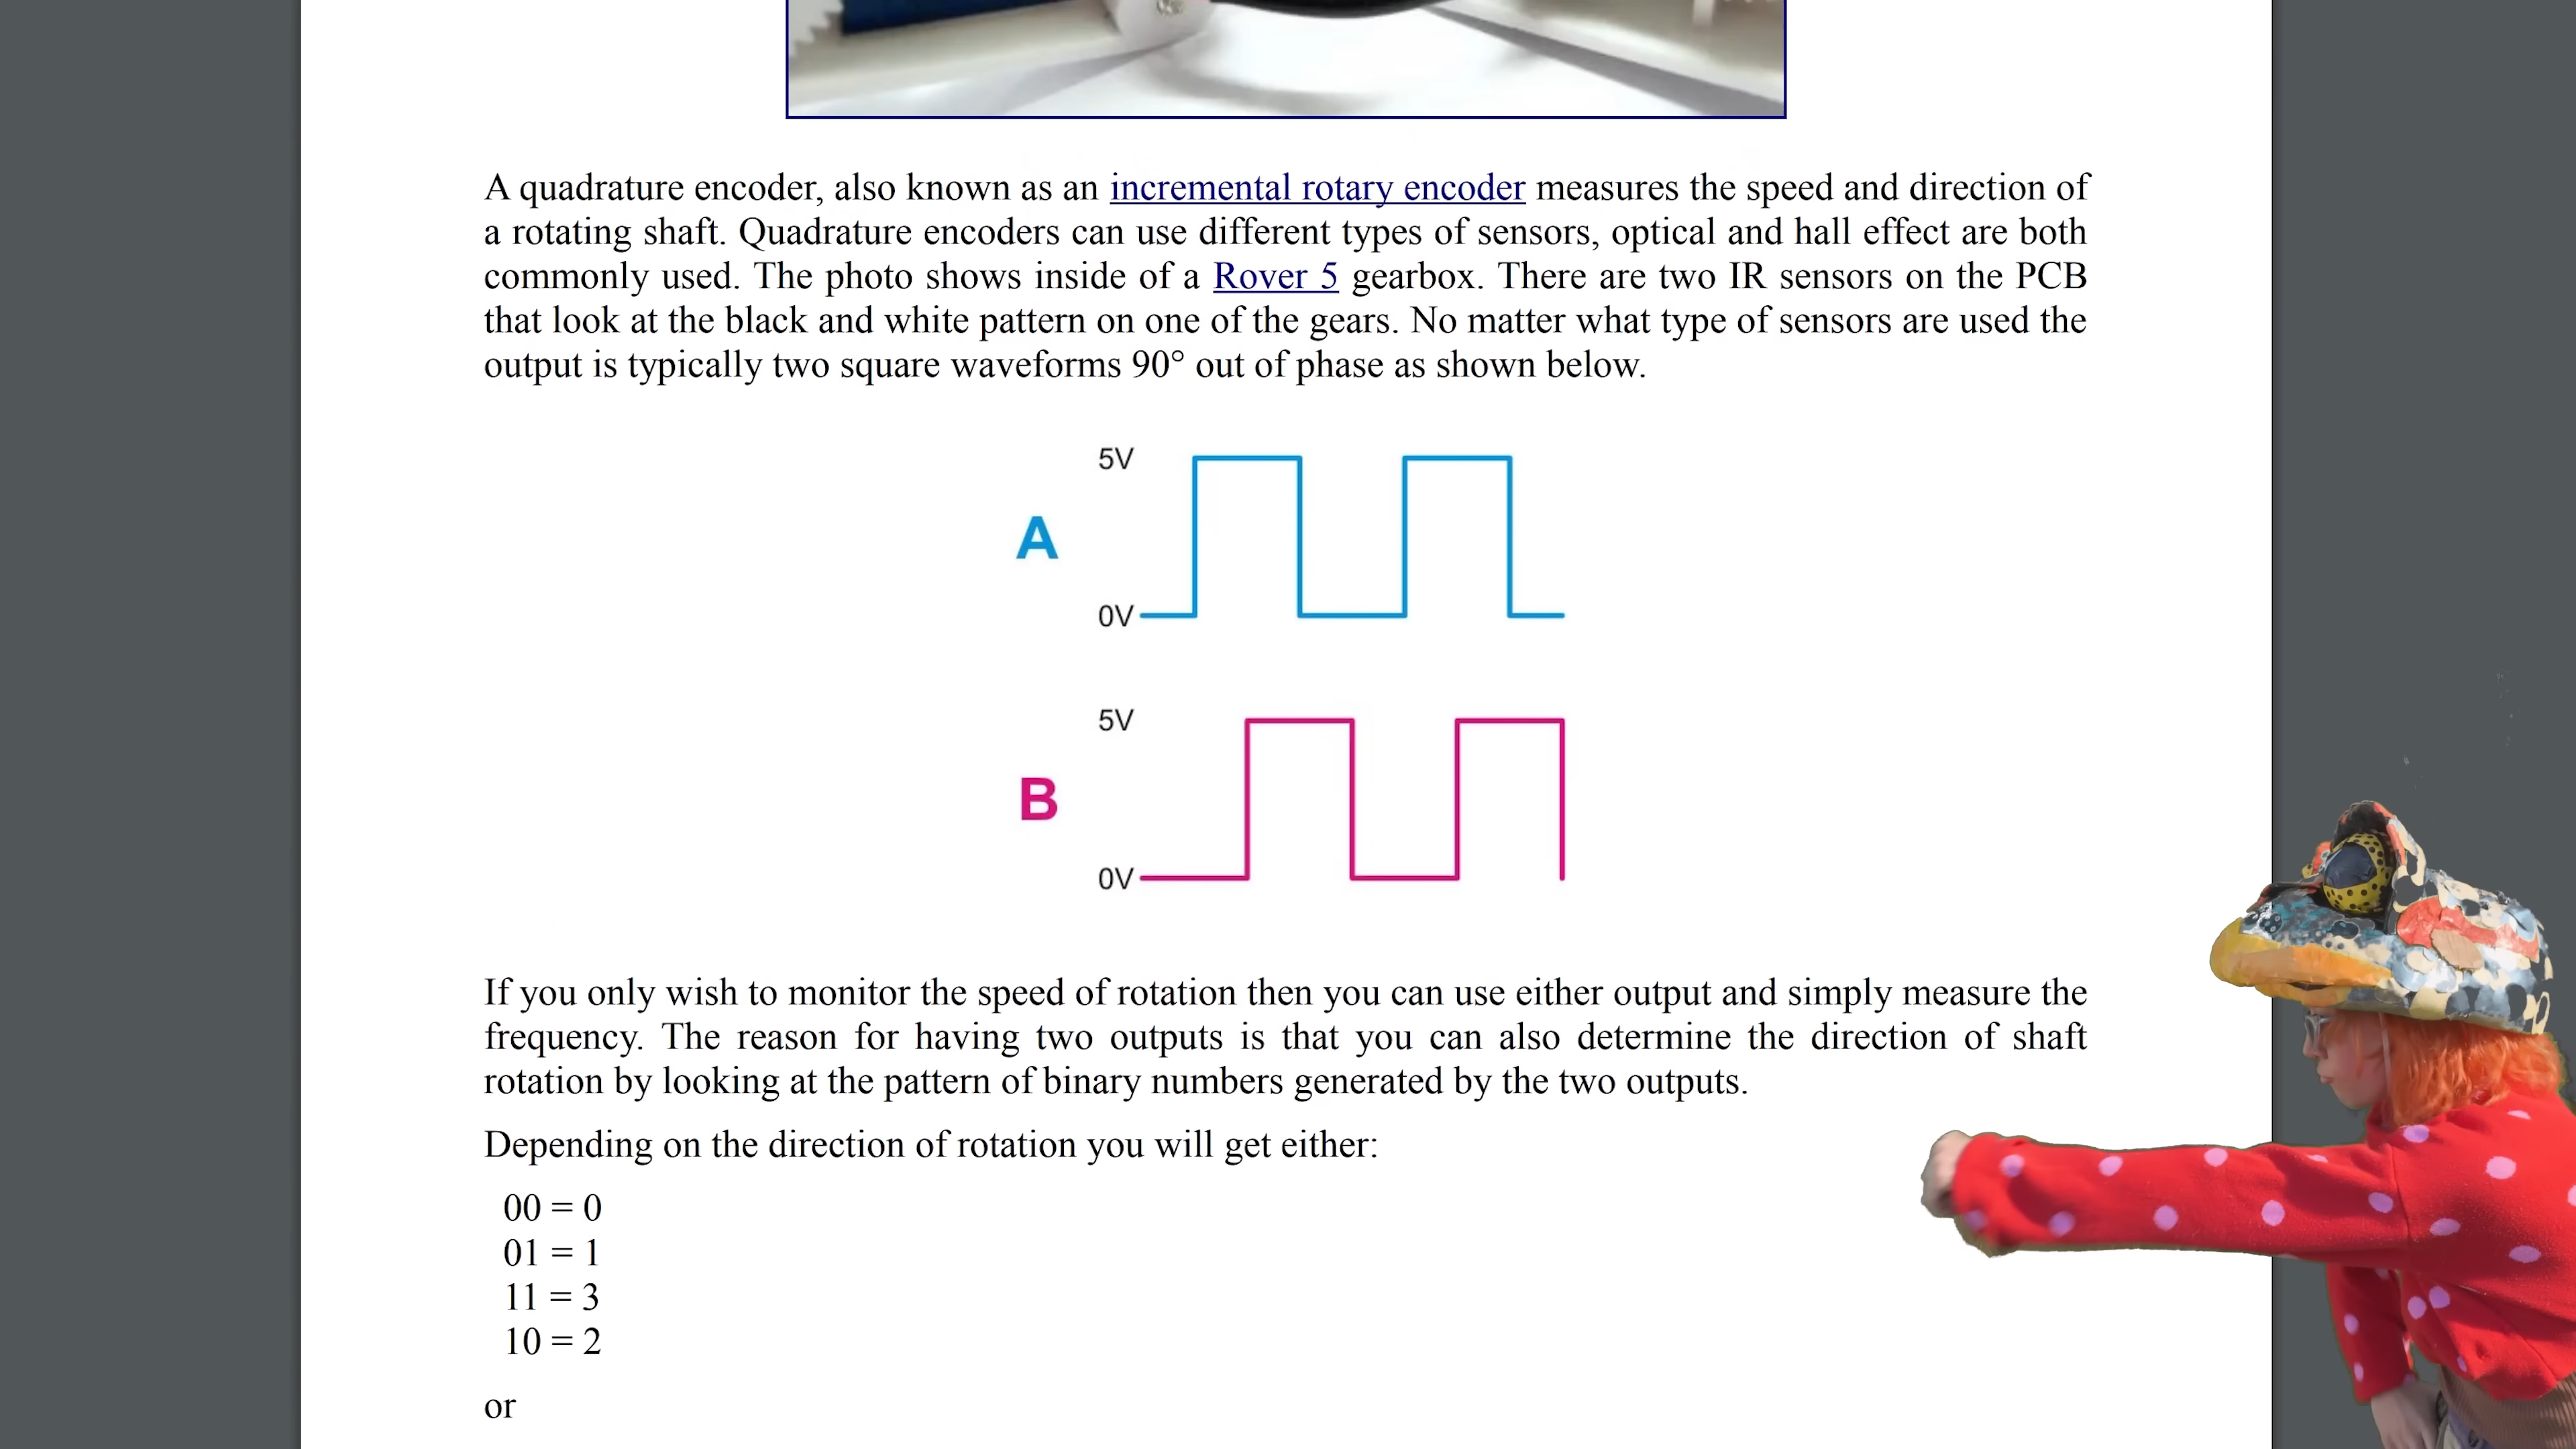 A quadrature encoder, also known as an incremental rotary encoder measures the speed and direction of
a rotating shaft. Quadrature encoders can use different types of sensors, optical and hall effect are both
commonly used. The photo shows inside of a Rover 5 gearbox. There are two IR sensors on the PCB
that look at the black and white pattern on one of the gears. No matter what type of sensors are used the
output is typically two square waveforms 90° out of phase as shown below.
5V
A
0V
5V
B
0V
If you only wish to monitor the speed of rotation then you can use either output and simply measure the
frequency. The reason for having two outputs is that you can also determine the direction of shaft
rotation by looking at the pattern of binary numbers generated by the two outputs.
Depending on the direction of rotation you will get either:
00 = 0
01 = 1
11 = 3
10 = 2
or